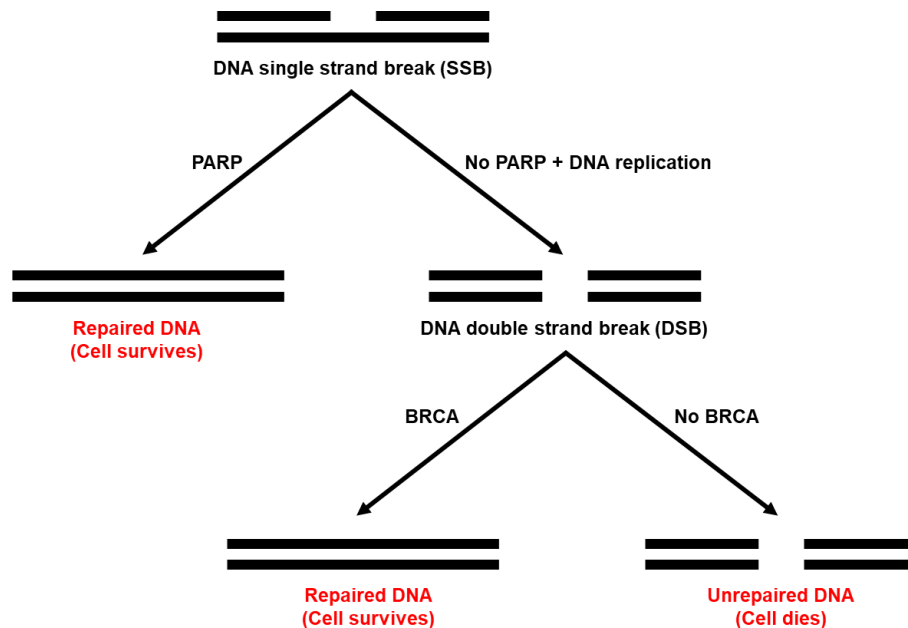 DNA single strand break (SSB)
PARP
No PARP + DNA replication
Repaired DNA
(Cell survives)
DNA double strand break (DSB)
BRCA
No BRCA
Repaired DNA
(Cell survives)
Unrepaired DNA
(Cell dies)